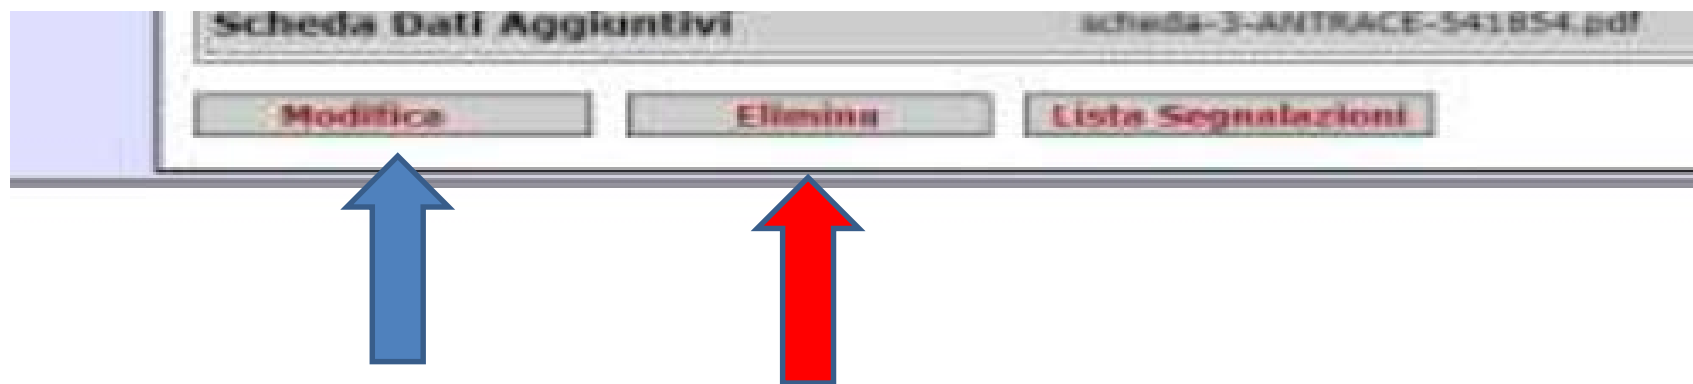 Scheda Dati Aggiuntivi scheda-3-ANTRACE-541854.pdf
Modifica Elimina Lista Segnalazioni